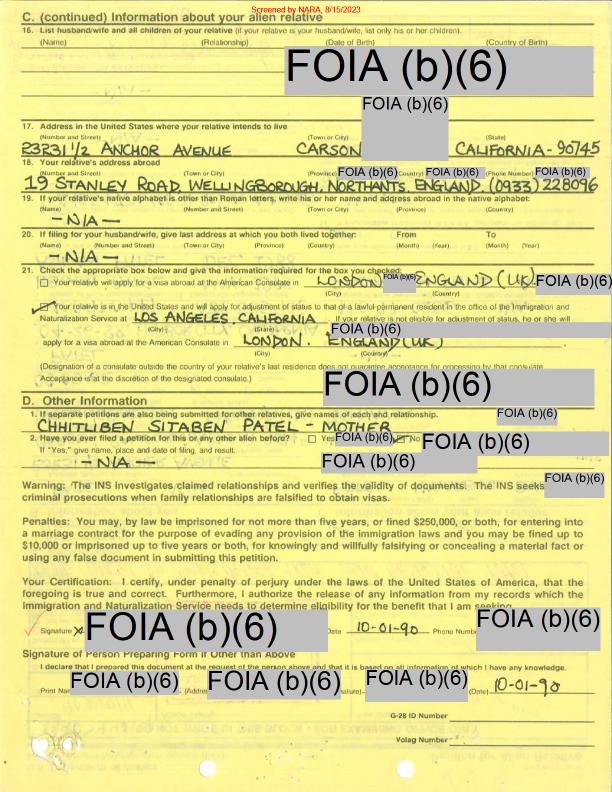 Screened by NARA, 8/15/2023
C. (continued) Information about your alien relative
16. List husband/wife and all children of your relative (if your relative is your husband/wife, list only his or her children).
(Name) (Relationship) (Date of Birth) (Country of Birth)
FOIA (b)(6)
FOIA (b)(6)
17. Address in the United States where your relative intends to live
(Number and Street) (Town or City) (State)
23231 1/2 ANCHOR AVENUE CARSON CALIFORNIA - 90745
18. Your relative's address abroad
(Number and Street) (Town or City) (Province) FOIA (b)(6) (Country) FOIA (b)(6) (Phone Number) FOIA (b)(6)
19 STANLEY ROAD, WELLINGBOROUGH, NORTHANTS, ENGLAND. (0933) 228096
19. If your relative's native alphabet is other than Roman letters, write his or her name and address abroad in the native alphabet:
(Name) (Number and Street) (Town or City) (Province) (Country)
— N/A —
20. If filing for your husband/wife, give last address at which you both lived together: From To
(Name) (Number and Street) (Town or City) (Province) (Country) (Month) (Year) (Month) (Year)
— N/A —
21. Check the appropriate box below and give the information required for the box you checked:
Your relative will apply for a visa abroad at the American Consulate in LONDON FOIA (b)(6) ENGLAND (UK) FOIA (b)(6)
(City) (Country)
Your relative is in the United States and will apply for adjustment of status to that of a lawful permanent resident in the office of the Immigration and
Naturalization Service at LOS ANGELES, CALIFORNIA. If your relative is not eligible for adjustment of status, he or she will
(City) (State) FOIA (b)(6)
apply for a visa abroad at the American Consulate in LONDON. ENGLAND (UK)
(City) (Country)
(Designation of a consulate outside the country of your relative's last residence does not guarantee acceptance for processing by that consulate.
Acceptance is at the discretion of the designated consulate.)
FOIA (b)(6)
D. Other Information
1. If separate petitions are also being submitted for other relatives, give names of each and relationship. FOIA (b)(6)
CHHITLIBEN SITABEN PATEL - MOTHER
2. Have you ever filed a petition for this or any other alien before? Yes FOIA (b)(6) No FOIA (b)(6)
If "Yes," give name, place and date of filing, and result.
— N/A — FOIA (b)(6)
Warning: The INS investigates claimed relationships and verifies the validity of documents. The INS seeks FOIA (b)(6)
criminal prosecutions when family relationships are falsified to obtain visas.
Penalties: You may, by law be imprisoned for not more than five years, or fined $250,000, or both, for entering into
a marriage contract for the purpose of evading any provision of the immigration laws and you may be fined up to
$10,000 or imprisoned up to five years or both, for knowingly and willfully falsifying or concealing a material fact or
using any false document in submitting this petition.
Your Certification: I certify, under penalty of perjury under the laws of the United States of America, that the
foregoing is true and correct. Furthermore, I authorize the release of any information from my records which the
Immigration and Naturalization Service needs to determine eligibility for the benefit that I am seeking.
Signature X FOIA (b)(6) Date 10-01-90 Phone Number FOIA (b)(6)
Signature of Person Preparing Form if Other than Above
I declare that I prepared this document at the request of the person above and that it is based on all information of which I have any knowledge.
Print Na FOIA (b)(6) (Addre FOIA (b)(6) FOIA (b)(6) (Date) 10-01-90
G-28 ID Number
Volag Number